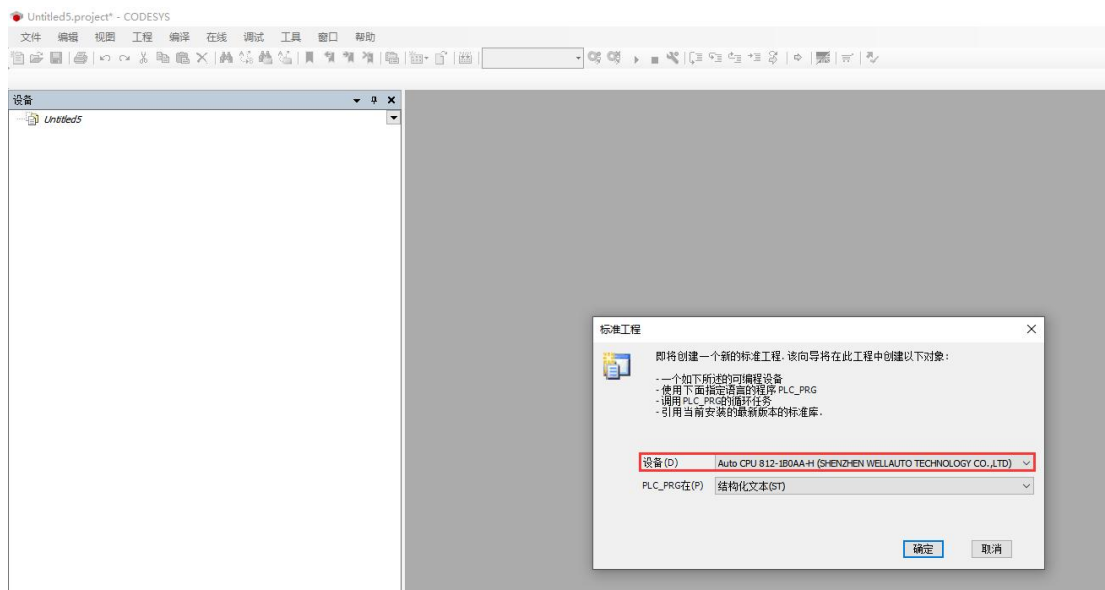 Untitled5.project* - CODESYS
文件 编辑 视图 工程 编译 在线 调试 工具 窗口 帮助
设备
Untitled5
标准工程
即将创建一个新的标准工程.该向导将在此工程中创建以下对象:
-一个如下所述的可编程设备
-使用下面指定语言的程序 PLC_PRG
-调用 PLC_PRG的循环任务
-引用当前安装的最新版本的标准库.
设备(D) Auto CPU 812-1B0AA-H (SHENZHEN WELLAUTO TECHNOLOGY CO.,LTD)
PLC_PRG在(P) 结构化文本(ST)
确定 取消